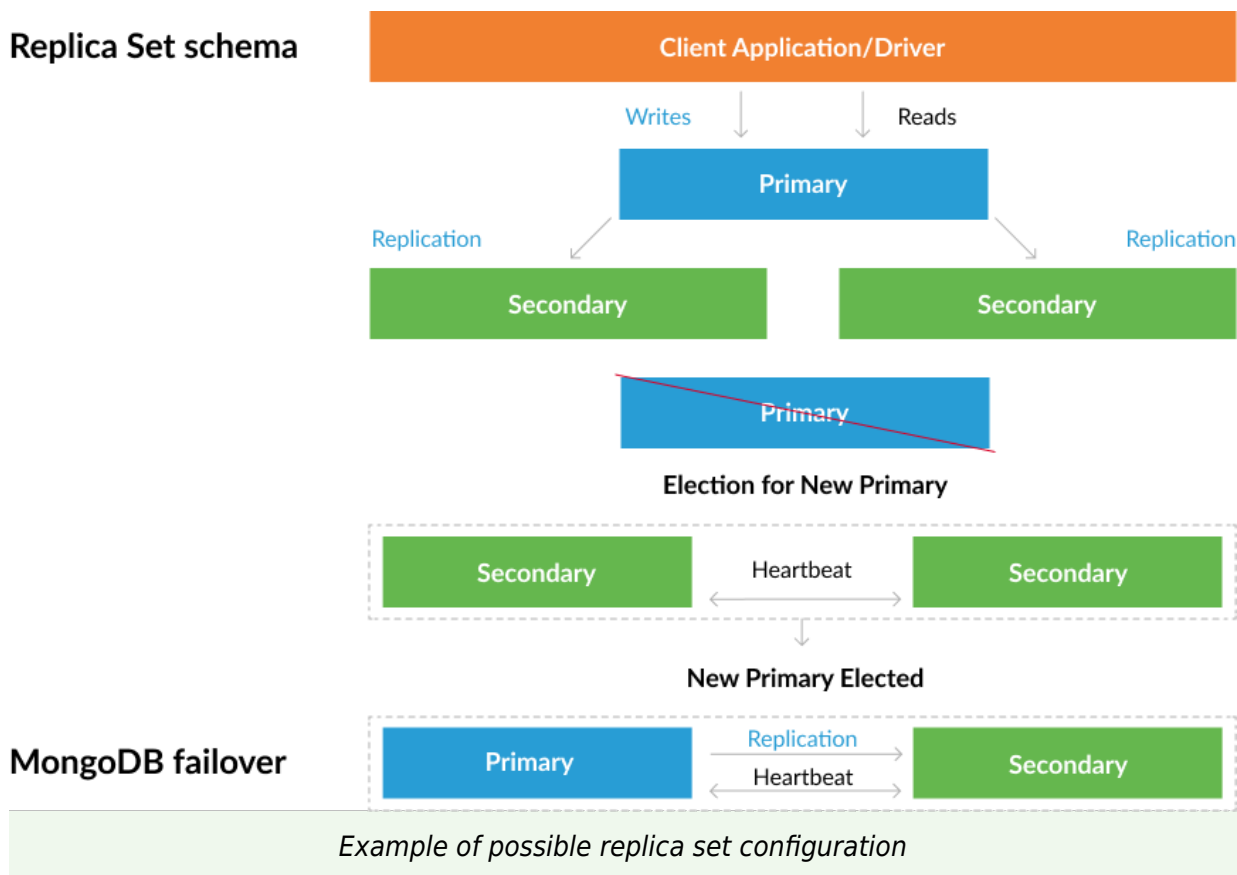 Replica Set schema
Client Application/Driver
Writes
Reads
Primary
Replication
Replication
Secondary
Secondary
Primary
Election for New Primary
Secondary
Heartbeat
Secondary
New Primary Elected
MongoDB failover
Primary
Replication
Heartbeat
Secondary
Example of possible replica set configuration